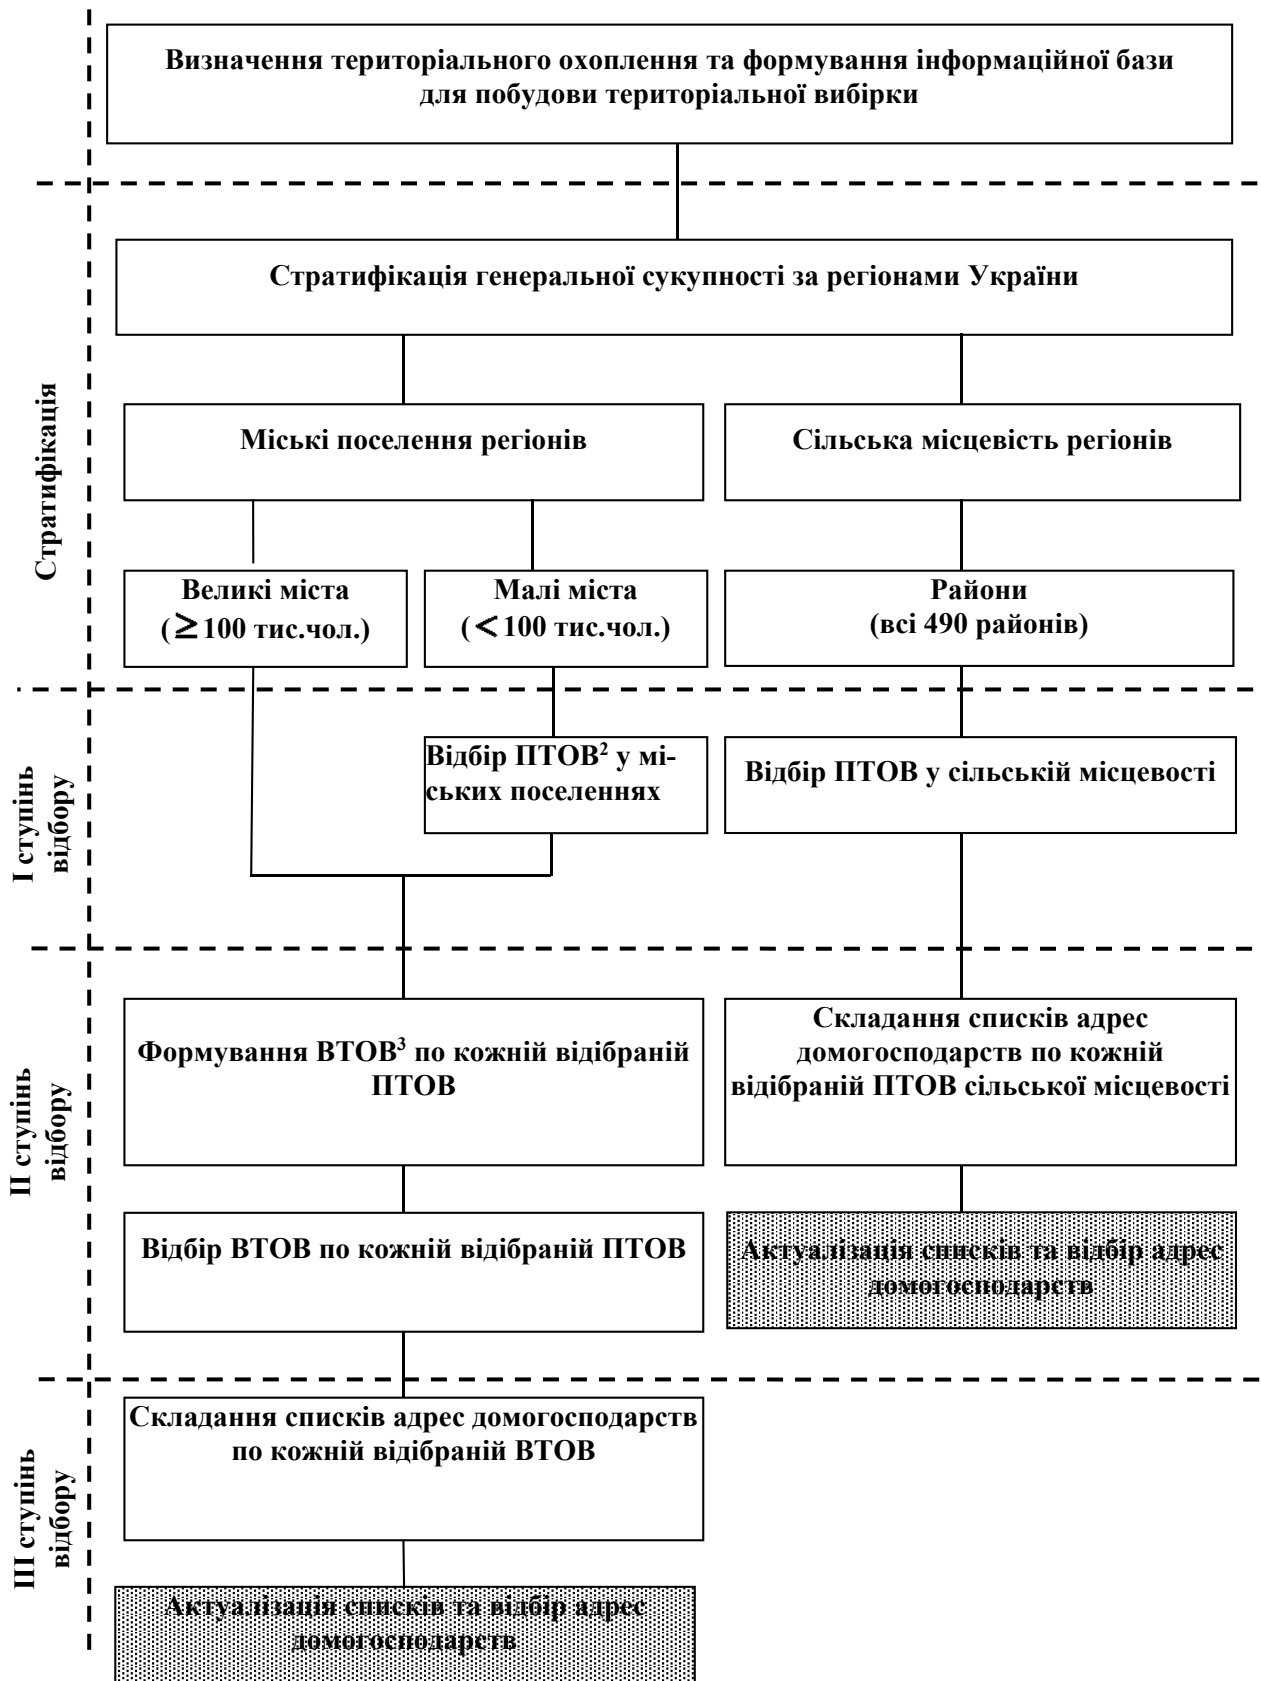 Визначення територіального охоплення та формування інформаційної бази
для побудови територіальної вибірки
Стратифікація
Стратифікація генеральної сукупності за регіонами України
Міські поселення регіонів
Сільська місцевість регіонів
Великі міста
(≥100 тис.чол.)
Малі міста
(<100 тис.чол.)
Райони
(всі 490 районів)
І ступінь
відбору
Відбір ПТОВ² у мі-
ських поселеннях
Відбір ПТОВ у сільській місцевості
ІІ ступінь
відбору
Формування ВТОВ³ по кожній відібраній
ПТОВ
Складання списків адрес
домогосподарств по кожній
відібраній ПТОВ сільської місцевості
Відбір ВТОВ по кожній відібраній ПТОВ
Актуалізація списків та відбір адрес
домогосподарств
ІІІ ступінь
відбору
Складання списків адрес домогосподарств
по кожній відібраній ВТОВ
Актуалізація списків та відбір адрес
домогосподарств